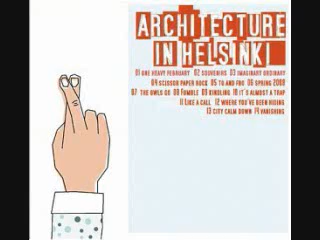 ARCHITECTURE
IN HELSINKI
01 ONE HEAVY FEBRUARY 02 SOUVENIRS 03 IMAGINARY ORDINARY
04 SCISSOR PAPER ROCK 05 TO AND FRO 06 SPRING 2008
07 THE OWLS GO 08 FUMBLE 09 KINDLING 10 IT'S ALMOST A TRAP
11 LIKE A CALL 12 WHERE YOU'VE BEEN HIDING
13 CITY CALM DOWN 14 VANISHING